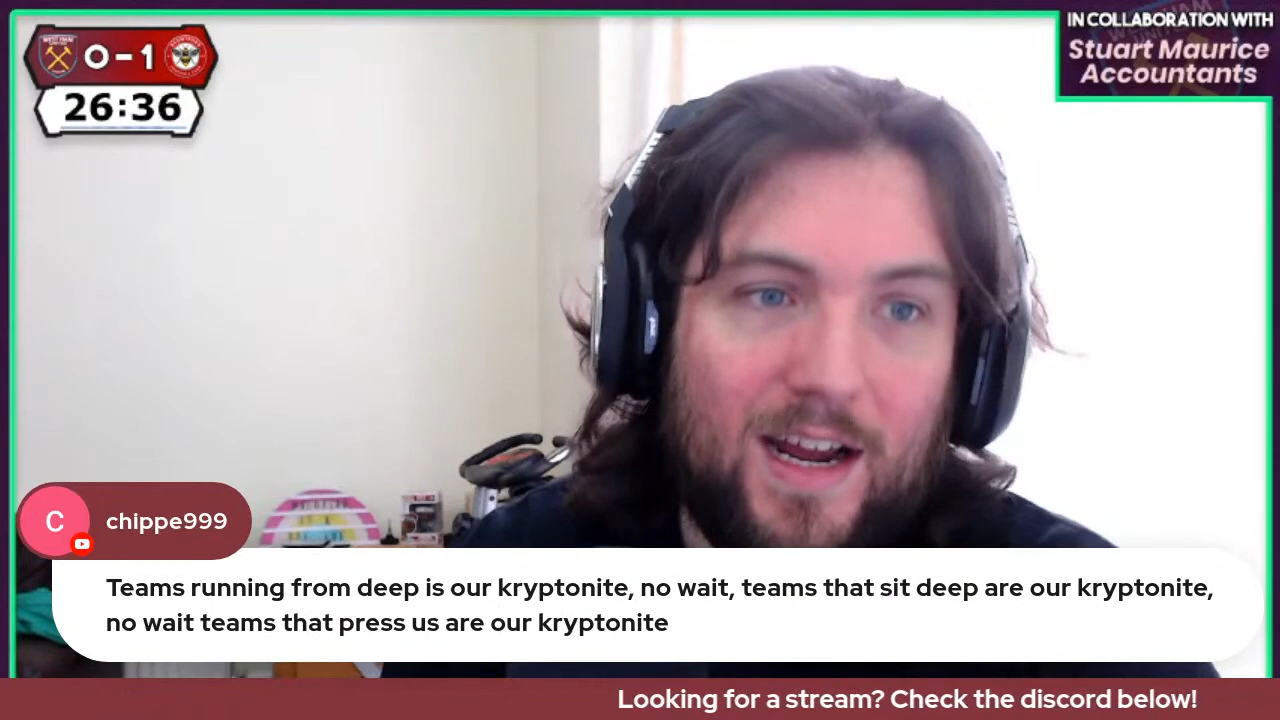 IN COLLABORATION WITH
Stuart Maurice
Accountants
0-1
26:36
C
chippe999
Teams running from deep is our kryptonite, no wait, teams that sit deep are our kryptonite,
no wait teams that press us are our kryptonite
Looking for a stream? Check the discord below!